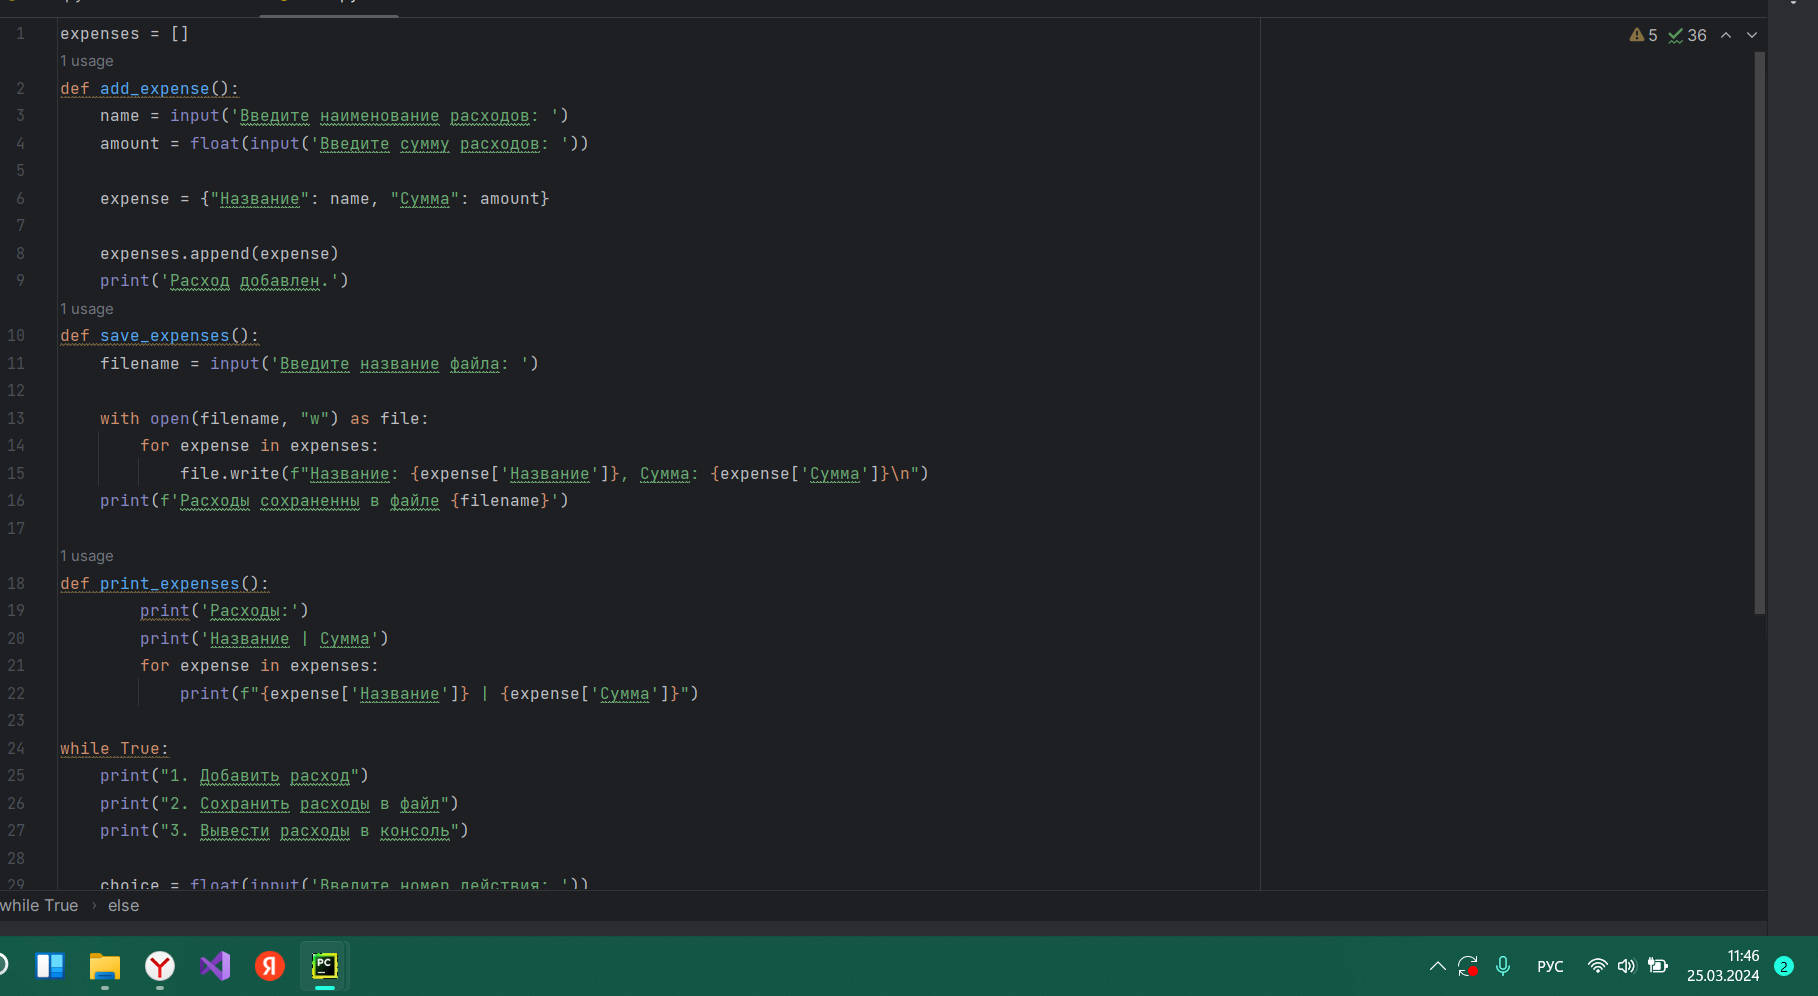 5 36
1 expenses = []
1 usage
2 def add_expense():
3 name = input('Введите наименование расходов: ')
4 amount = float(input('Введите сумму расходов: '))
5
6 expense = {"Название": name, "Сумма": amount}
7
8 expenses.append(expense)
9 print('Расход добавлен.')
1 usage
10 def save_expenses():
11 filename = input('Введите название файла: ')
12
13 with open(filename, "w") as file:
14 for expense in expenses:
15 file.write(f"Название: {expense['Название']}, Сумма: {expense['Сумма']}\n")
16 print(f'Расходы сохраненны в файле {filename}')
17
1 usage
18 def print_expenses():
19 print('Расходы:')
20 print('Название | Сумма')
21 for expense in expenses:
22 print(f"{expense['Название']} | {expense['Сумма']}")
23
24 while True:
25 print("1. Добавить расход")
26 print("2. Сохранить расходы в файл")
27 print("3. Вывести расходы в консоль")
28
29 choice = float(input('Введите номер действия: '))
while True › else
Я
PC
РУС
11:46
25.03.2024
2